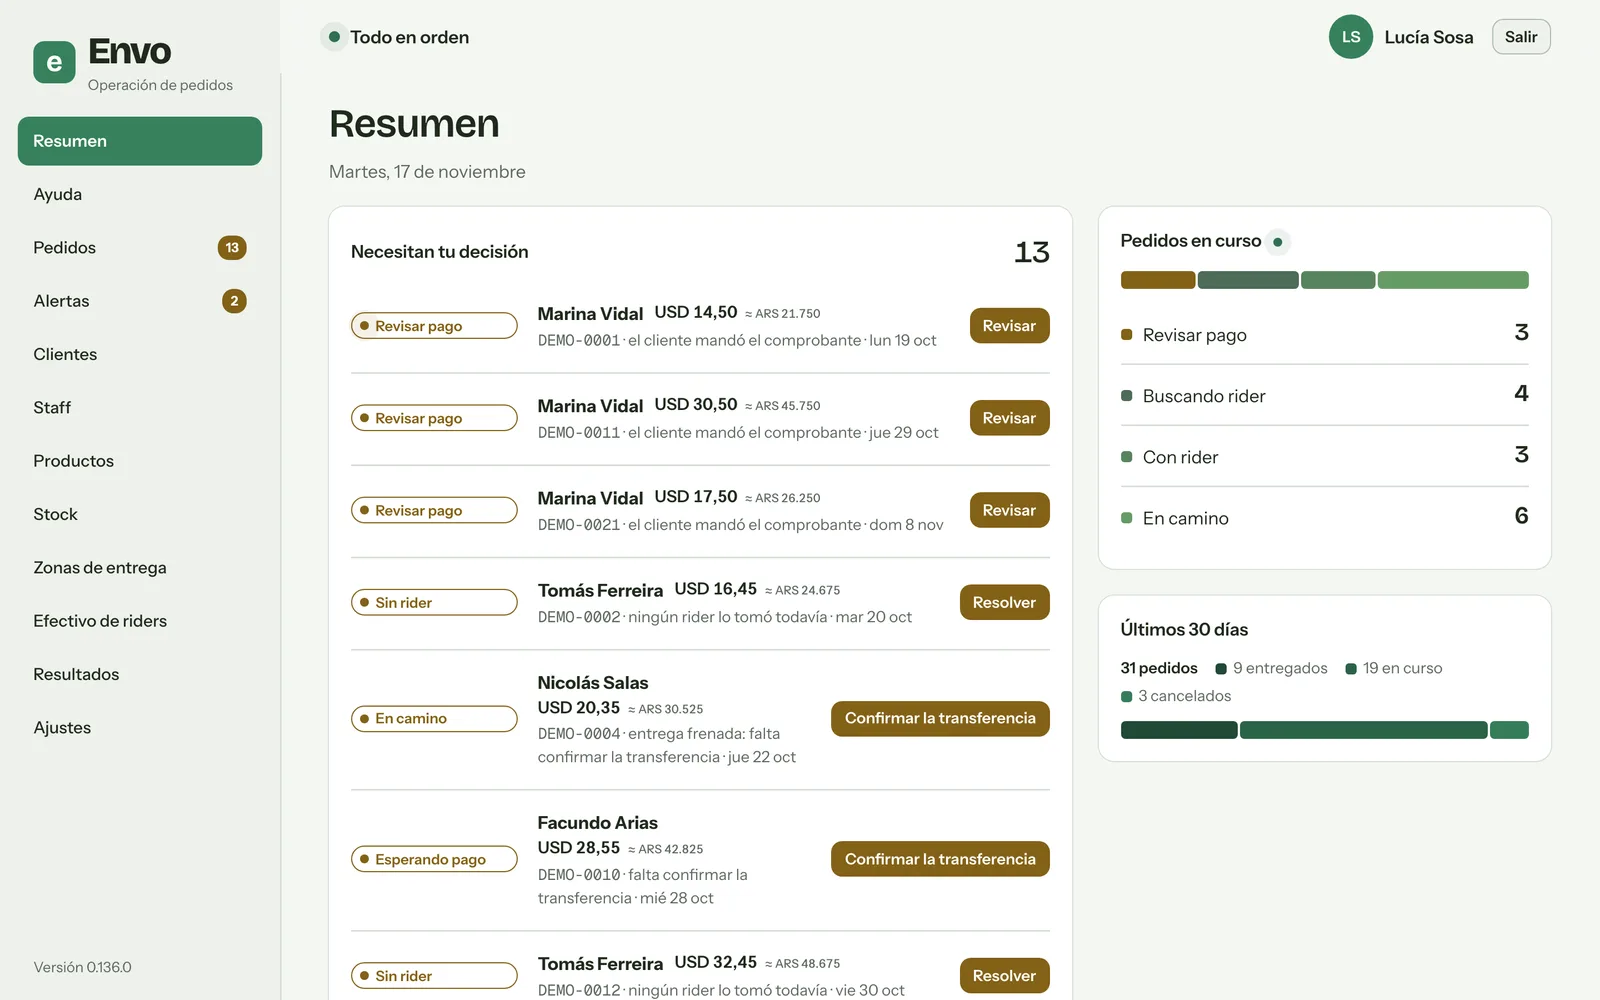 e
Envo
Operación de pedidos
Resumen
Ayuda
Pedidos 13
Alertas 2
Clientes
Staff
Productos
Stock
Zonas de entrega
Efectivo de riders
Resultados
Ajustes
Versión 0.136.0
Todo en orden
LS Lucía Sosa Salir
Resumen
Martes, 17 de noviembre
Necesitan tu decisión 13
Revisar pago
Marina Vidal USD 14,50 ≈ ARS 21.750
DEMO-0001 · el cliente mandó el comprobante · lun 19 oct
Revisar
Revisar pago
Marina Vidal USD 30,50 ≈ ARS 45.750
DEMO-0011 · el cliente mandó el comprobante · jue 29 oct
Revisar
Revisar pago
Marina Vidal USD 17,50 ≈ ARS 26.250
DEMO-0021 · el cliente mandó el comprobante · dom 8 nov
Revisar
Sin rider
Tomás Ferreira USD 16,45 ≈ ARS 24.675
DEMO-0002 · ningún rider lo tomó todavía · mar 20 oct
Resolver
En camino
Nicolás Salas
USD 20,35 ≈ ARS 30.525
DEMO-0004 · entrega frenada: falta
confirmar la transferencia · jue 22 oct
Confirmar la transferencia
Esperando pago
Facundo Arias
USD 28,55 ≈ ARS 42.825
DEMO-0010 · falta confirmar la
transferencia · mié 28 oct
Confirmar la transferencia
Sin rider
Tomás Ferreira USD 32,45 ≈ ARS 48.675
DEMO-0012 · ningún rider lo tomó todavía · vie 30 oct
Resolver
Pedidos en curso
Revisar pago 3
Buscando rider 4
Con rider 3
En camino 6
Últimos 30 días
31 pedidos 9 entregados 19 en curso
3 cancelados